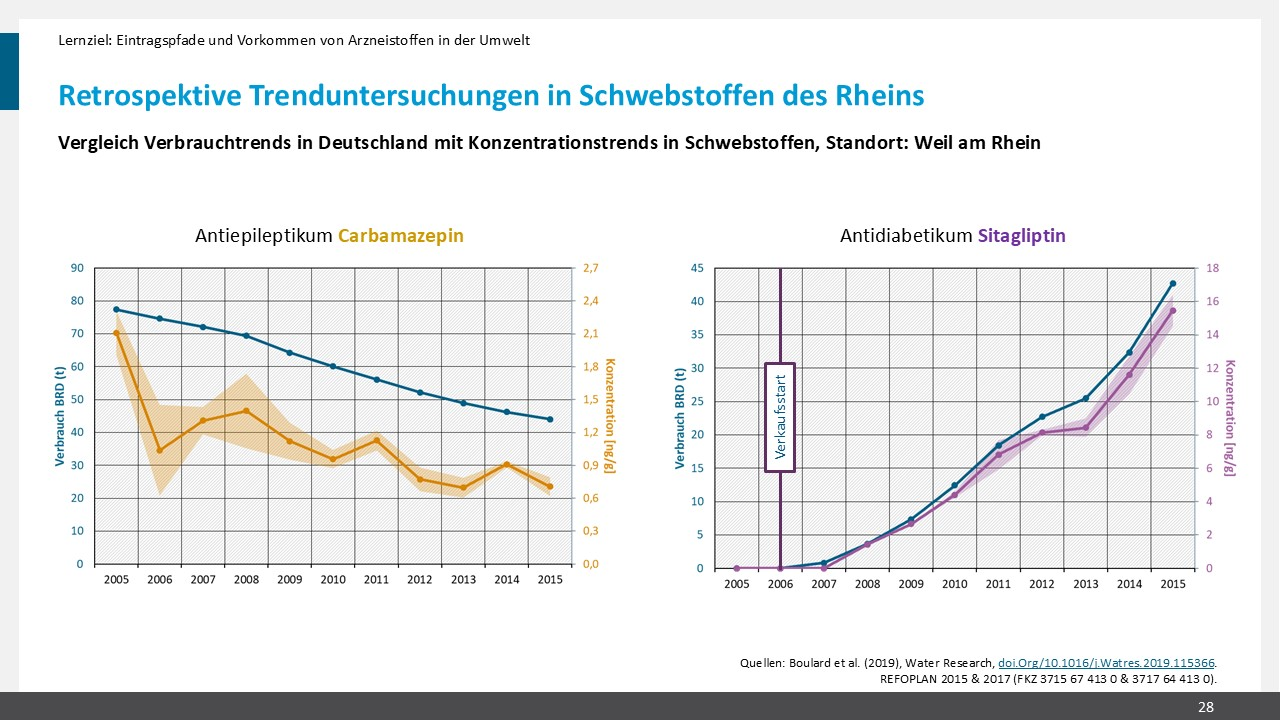 Lernziel: Eintragspfade und Vorkommen von Arzneistoffen in der Umwelt
Retrospektive Trenduntersuchungen in Schwebstoffen des Rheins
Vergleich Verbrauchtrends in Deutschland mit Konzentrationstrends in Schwebstoffen, Standort: Weil am Rhein
Antiepileptikum Carbamazepin
90
80
70
60
50
40
30
20
10
0
Verbrauch BRD (t)
2,7
2,4
2,1
1,8
1,5
1,2
0,9
0,6
0,3
0,0
Konzentration [ng/g]
2005 2006 2007 2008 2009 2010 2011 2012 2013 2014 2015
Antidiabetikum Sitagliptin
45
40
35
30
25
20
15
10
5
0
Verbrauch BRD (t)
Verkaufsstart
18
16
14
12
10
8
6
4
2
0
Konzentration [ng/g]
2005 2006 2007 2008 2009 2010 2011 2012 2013 2014 2015
Quellen: Boulard et al. (2019), Water Research, doi.Org/10.1016/j.Watres.2019.115366.
REFOPLAN 2015 & 2017 (FKZ 3715 67 413 0 & 3717 64 413 0).
28